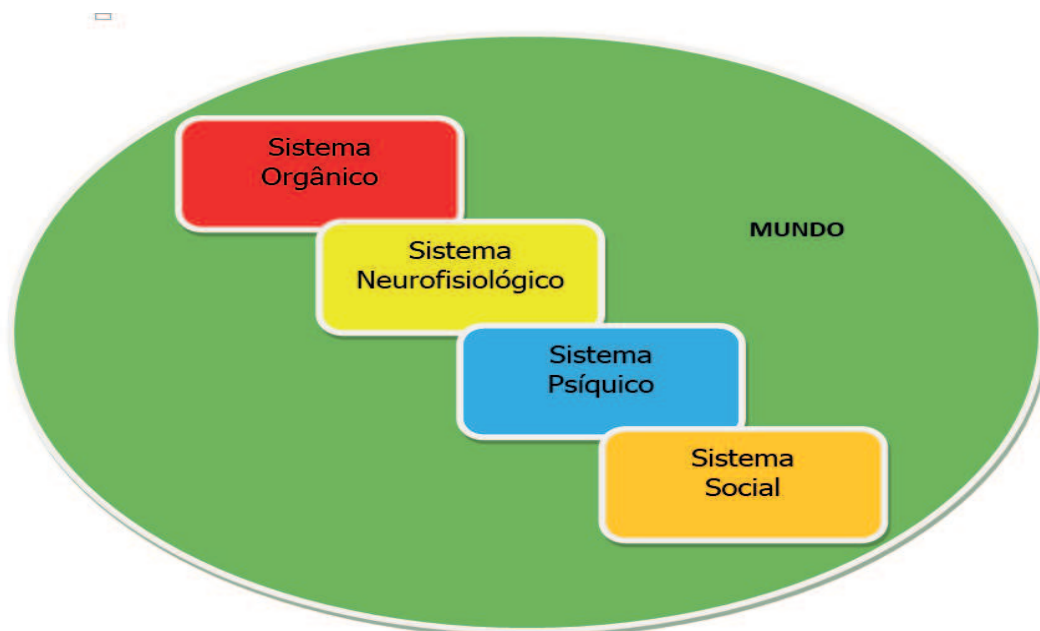 Sistema
Orgânico
MUNDO
Sistema
Neurofisiológico
Sistema
Psíquico
Sistema
Social